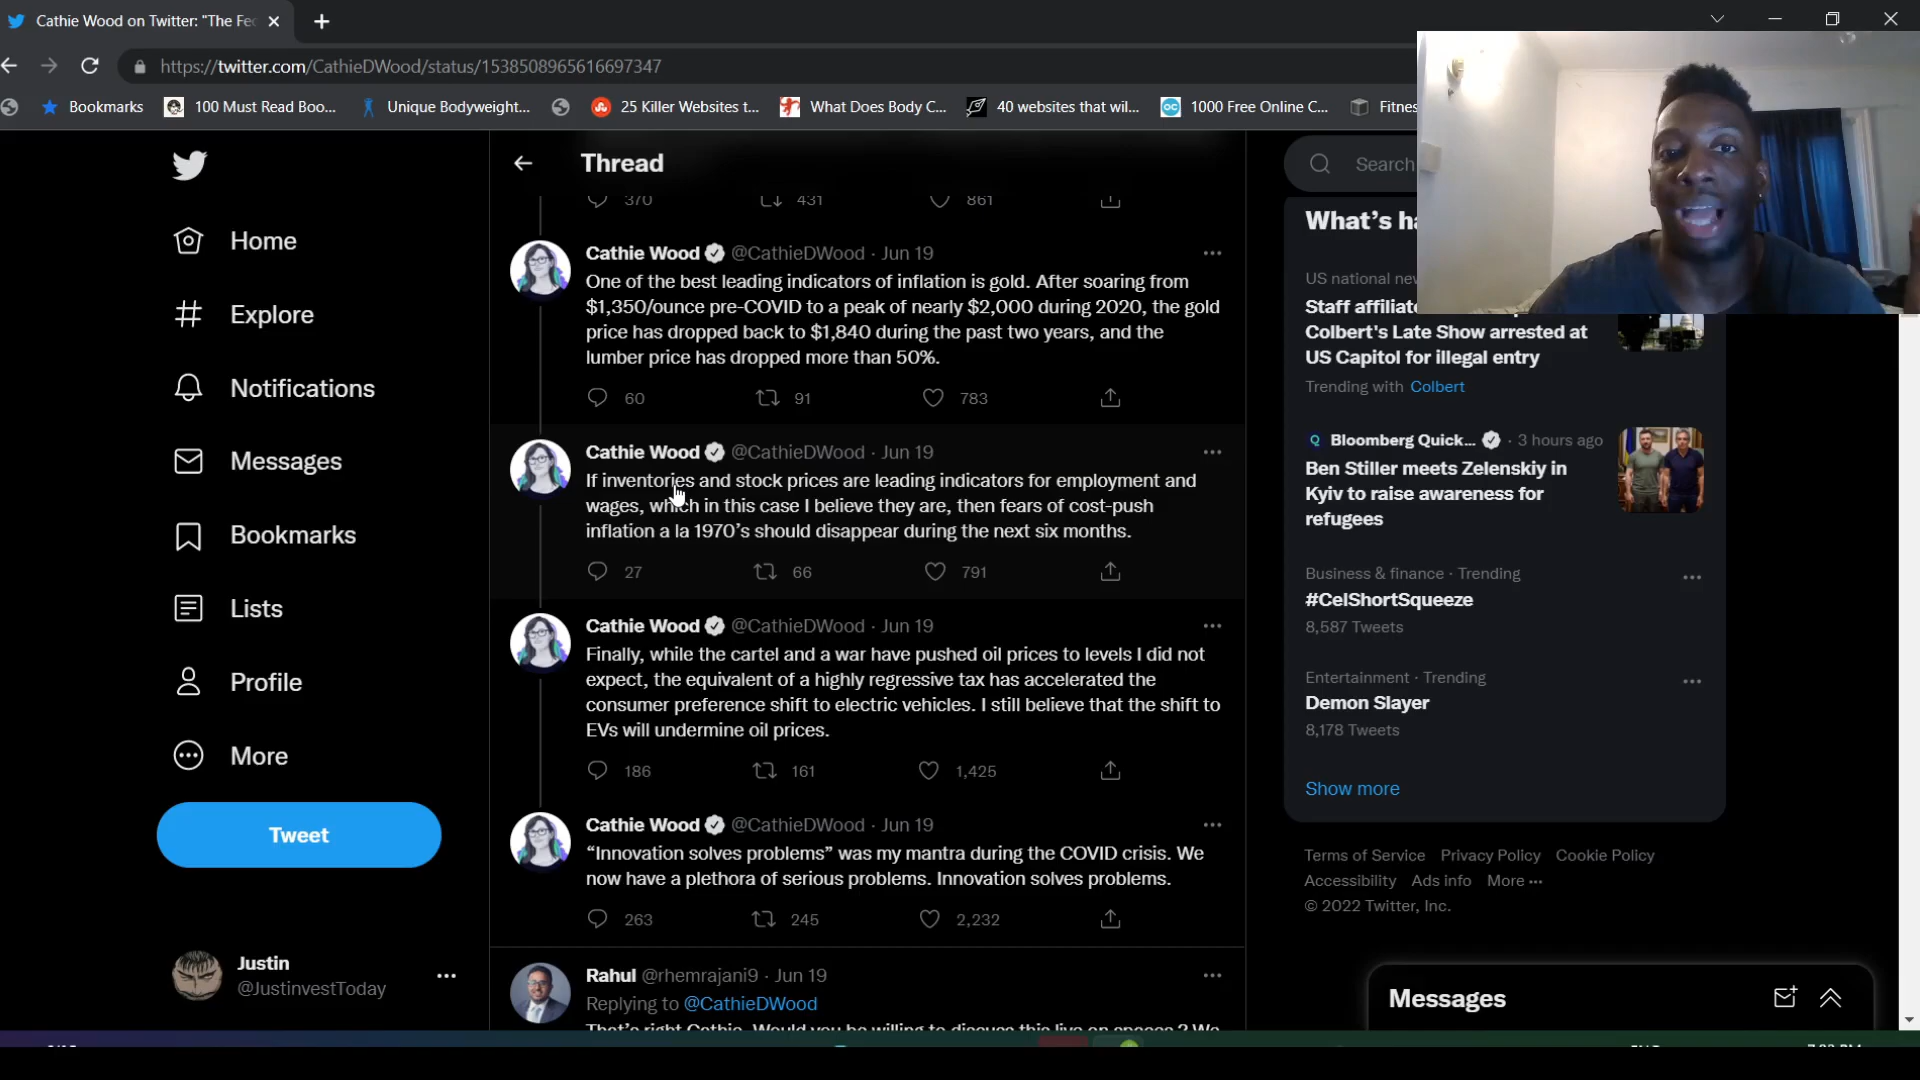 Cathie Wood on Twitter: "The Fe
https://twitter.com/CathieDWood/status/1538508965616697347
Bookmarks
100 Must Read Boo...
Unique Bodyweight...
25 Killer Websites t...
What Does Body C...
40 websites that wil...
1000 Free Online C...
Home
Explore
Notifications
Messages
Bookmarks
Lists
Profile
More
Tweet
Justin
@JustinvestToday
Thread
370 431 861
Cathie Wood @CathieDWood · Jun 19
One of the best leading indicators of inflation is gold. After soaring from
$1,350/ounce pre-COVID to a peak of nearly $2,000 during 2020, the gold
price has dropped back to $1,840 during the past two years, and the
lumber price has dropped more than 50%.
60 91 783
Cathie Wood @CathieDWood · Jun 19
If inventories and stock prices are leading indicators for employment and
wages, which in this case I believe they are, then fears of cost-push
inflation a la 1970's should disappear during the next six months.
27 66 791
Cathie Wood @CathieDWood · Jun 19
Finally, while the cartel and a war have pushed oil prices to levels I did not
expect, the equivalent of a highly regressive tax has accelerated the
consumer preference shift to electric vehicles. I still believe that the shift to
EVs will undermine oil prices.
186 161 1,425
Cathie Wood @CathieDWood · Jun 19
“Innovation solves problems” was my mantra during the COVID crisis. We
now have a plethora of serious problems. Innovation solves problems.
263 245 2,232
Rahul @rhemrajani9 · Jun 19
Replying to @CathieDWood
Search
What's ha
US national
Staff
Colbert's Late Show arrested at
US Capitol for illegal entry
Trending with Colbert
Bloomberg Quick... · 3 hours ago
Ben Stiller meets Zelenskiy in
Kyiv to raise awareness for
refugees
Business & finance · Trending
#CelShortSqueeze
8,587 Tweets
Entertainment · Trending
Demon Slayer
8,178 Tweets
Show more
Terms of Service Privacy Policy Cookie Policy
Accessibility Ads info More ···
© 2022 Twitter, Inc.
Messages